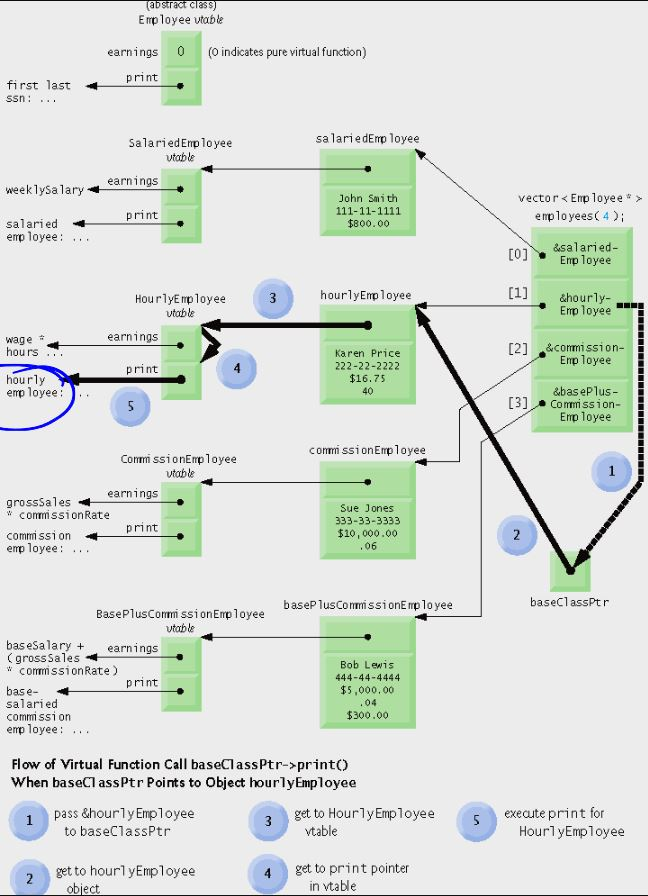 (abstract class)
Employee vtable
earnings 0 (0 indicates pure virtual function)
print
first last
ssn: ...
SalariedEmployee
vtable
salariedEmployee
earnings
weeklySalary
print
salaried
employee: ...
John Smith
111-11-1111
$800.00
vector < Employee * >
employees( 4 );
[0] &salaried-
Employee
[1] &hourly-
Employee
[2] &commission-
Employee
[3] &basePlus-
Commission-
Employee
HourlyEmployee
vtable
3
hourlyEmployee
earnings
wage *
hours ...
print
hourly
employee: ...
4
5
Karen Price
222-22-2222
$16.75
40
CommissionEmployee
vtable
commissionEmployee
earnings
grossSales
* commissionRate
print
commission
employee: ...
Sue Jones
333-33-3333
$10,000.00
.06
1
2
baseClassPtr
BasePlusCommissionEmployee
vtable
basePlusCommissionEmployee
earnings
baseSalary +
(grossSales
* commissionRate)
print
base-
salaried
commission
employee: ...
Bob Lewis
444-44-4444
$5,000.00
.04
$300.00
Flow of Virtual Function Call baseClassPtr->print()
When baseClassPtr Points to Object hourlyEmployee
1 pass &hourlyEmployee
to baseClassPtr
3 get to HourlyEmployee
vtable
5 execute print for
HourlyEmployee
2 get to hourlyEmployee
object
4 get to print pointer
in vtable